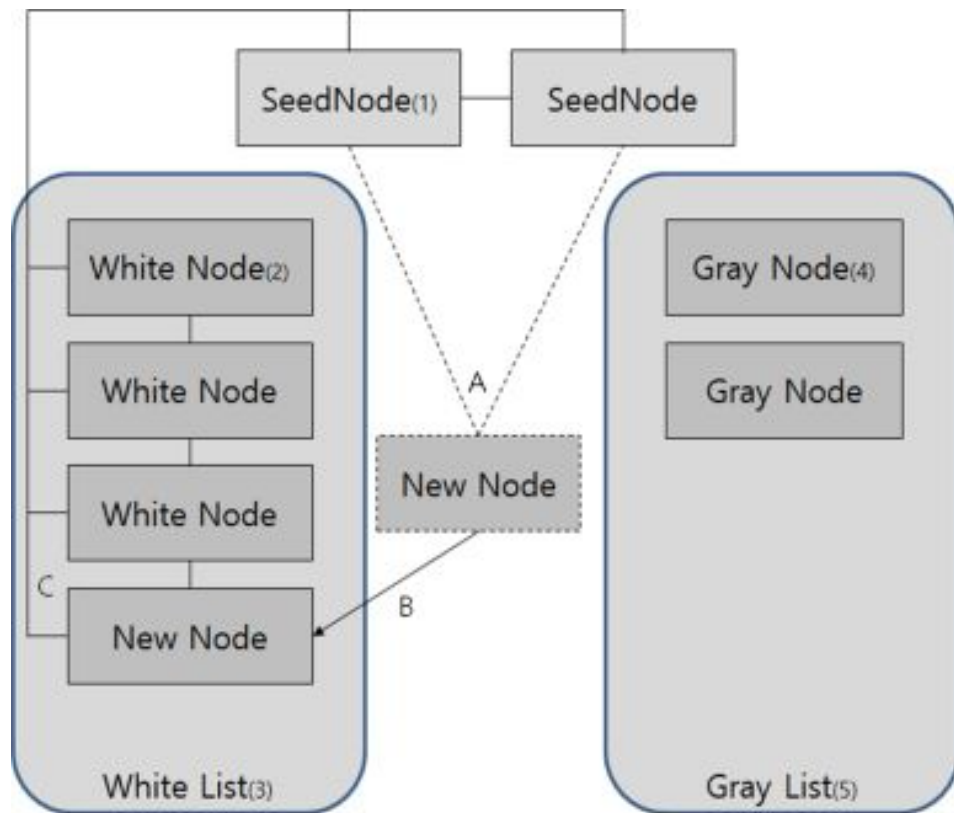 SeedNode(1)
SeedNode
White Node(2)
White Node
White Node
New Node
White List(3)
A
New Node
B
C
Gray Node(4)
Gray Node
Gray List(5)